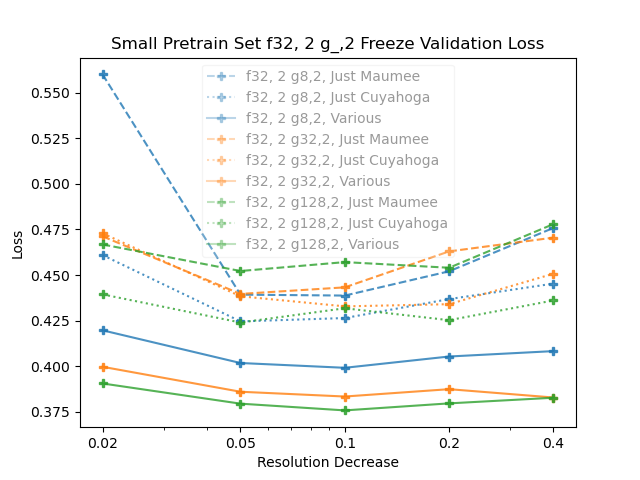 Small Pretrain Set f32, 2 g_,2 Freeze Validation Loss
f32, 2 g8,2, Just Maumee
f32, 2 g8,2, Just Cuyahoga
f32, 2 g8,2, Various
f32, 2 g32,2, Just Maumee
f32, 2 g32,2, Just Cuyahoga
f32, 2 g32,2, Various
f32, 2 g128,2, Just Maumee
f32, 2 g128,2, Just Cuyahoga
f32, 2 g128,2, Various
Loss
0.550
0.525
0.500
0.475
0.450
0.425
0.400
0.375
0.02 0.05 0.1 0.2 0.4
Resolution Decrease